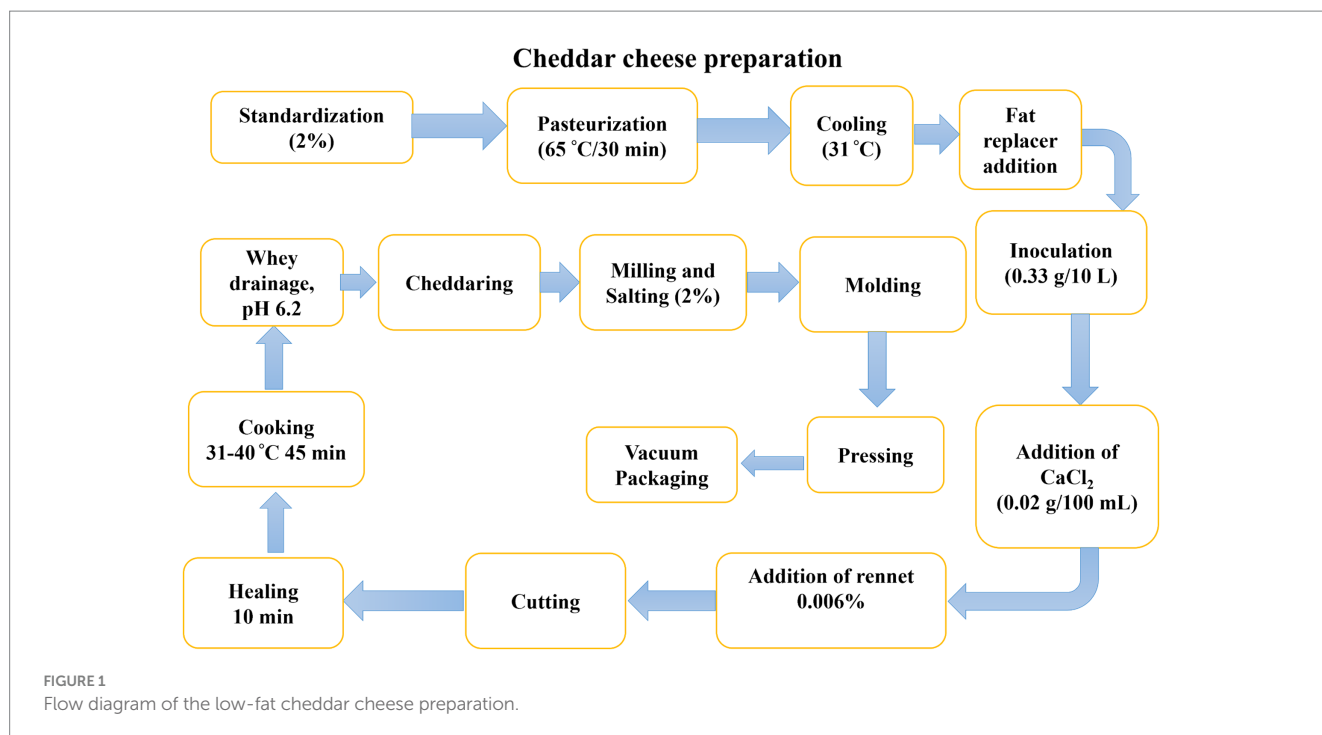 Cheddar cheese preparation
Standardization
(2%)
Pasteurization
(65 °C/30 min)
Cooling
(31 °C)
Fat
replacer
addition
Inoculation
(0.33 g/10 L)
Addition of
CaCl₂
(0.02 g/100 mL)
Addition of rennet
0.006%
Cutting
Healing
10 min
Cooking
31-40 °C 45 min
Whey
drainage,
pH 6.2
Cheddaring
Milling and
Salting (2%)
Molding
Pressing
Vacuum
Packaging
FIGURE 1
Flow diagram of the low-fat cheddar cheese preparation.